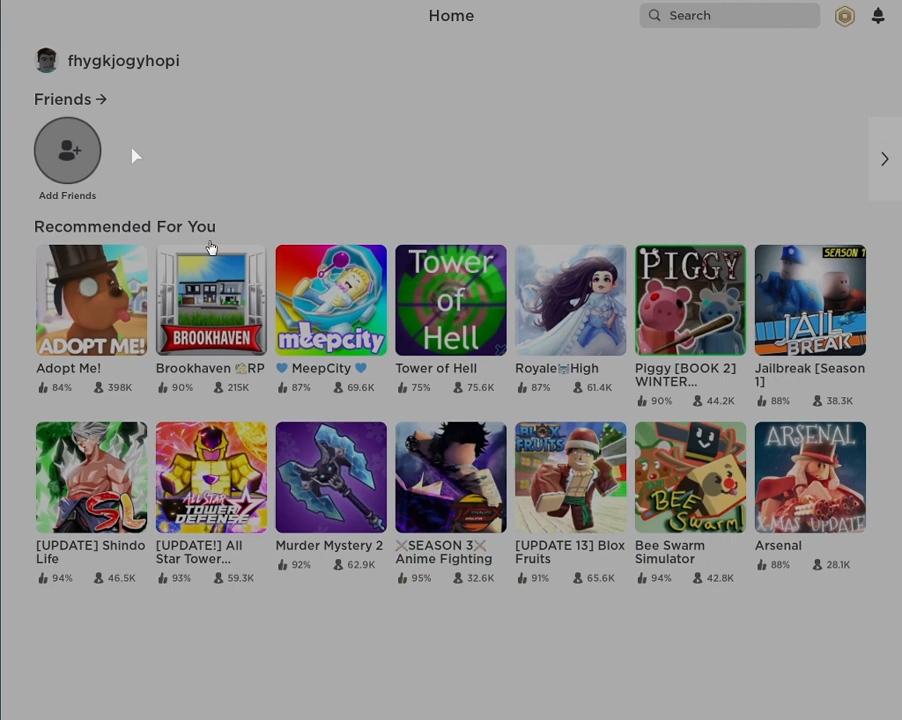 Home
Search
fhygkjogyhopi
Friends →
Add Friends
Recommended For You
ADOPT ME!
BROOKHAVEN
meepcity
Tower
of
Hell
PIGGY
SEASON 1
JAIL
BREAK
Adopt Me!
Brookhaven 🏡RP
💙 MeepCity 💙
Tower of Hell
Royale🏰High
Piggy [BOOK 2]
WINTER...
Jailbreak [Season
1]
84% 398K
90% 215K
87% 69.6K
75% 75.6K
87% 61.4K
90% 44.2K
88% 38.3K
SL
ALL STAR
TOWER
DEFENSE
BLOX
FRUITS
BEE
SWARM!
ARSENAL
X-MAS UPDATE
[UPDATE] Shindo
Life
[UPDATE!] All
Star Tower...
Murder Mystery 2
⚔️SEASON 3⚔️
Anime Fighting
[UPDATE 13] Blox
Fruits
Bee Swarm
Simulator
Arsenal
94% 46.5K
93% 59.3K
92% 62.9K
95% 32.6K
91% 65.6K
94% 42.8K
88% 28.1K